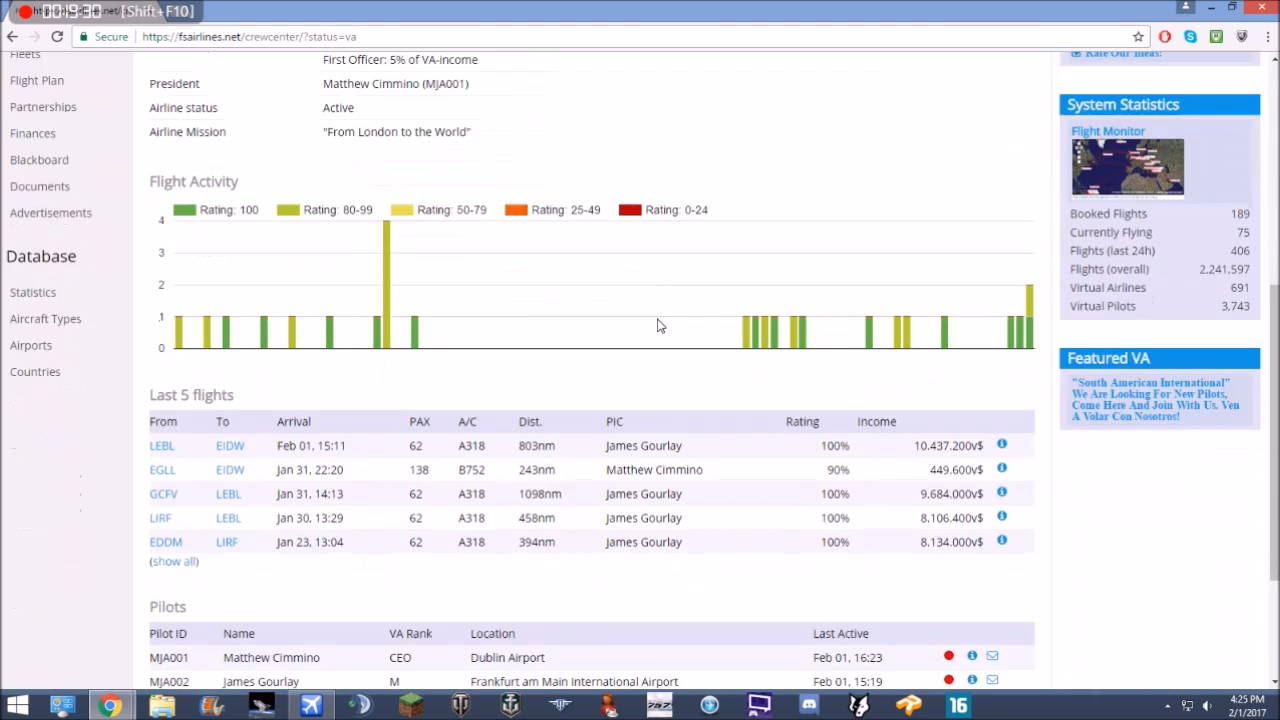 00:19:30 [Shift+F10]
Secure https://fsairlines.net/crewcenter/?status=va
Fleets
Flight Plan
Partnerships
Finances
Blackboard
Documents
Advertisements
Database
Statistics
Aircraft Types
Airports
Countries
First Officer: 5% of VA-income
President Matthew Cimmino (MJA001)
Airline status Active
Airline Mission "From London to the World"
Flight Activity
Rating: 100 Rating: 80-99 Rating: 50-79 Rating: 25-49 Rating: 0-24
4
3
2
1
0
Last 5 flights
From To Arrival PAX A/C Dist. PIC Rating Income
LEBL EIDW Feb 01, 15:11 62 A318 803nm James Gourlay 100% 10.437.200v$
EGLL EIDW Jan 31, 22:20 138 B752 243nm Matthew Cimmino 90% 449.600v$
GCFV LEBL Jan 31, 14:13 62 A318 1098nm James Gourlay 100% 9.684.000v$
LIRF LEBL Jan 30, 13:29 62 A318 458nm James Gourlay 100% 8.106.400v$
EDDM LIRF Jan 23, 13:04 62 A318 394nm James Gourlay 100% 8.134.000v$
(show all)
Pilots
Pilot ID Name VA Rank Location Last Active
MJA001 Matthew Cimmino CEO Dublin Airport Feb 01, 16:23
MJA002 James Gourlay M Frankfurt am Main International Airport Feb 01, 15:19
Rate Our Ideas!
System Statistics
Flight Monitor
Booked Flights 189
Currently Flying 75
Flights (last 24h) 406
Flights (overall) 2.241,597
Virtual Airlines 691
Virtual Pilots 3,743
Featured VA
"South American International"
We Are Looking For New Pilots,
Come Here And Join With Us. Ven
A Volar Con Nosotros!
16
4:25 PM
2/1/2017